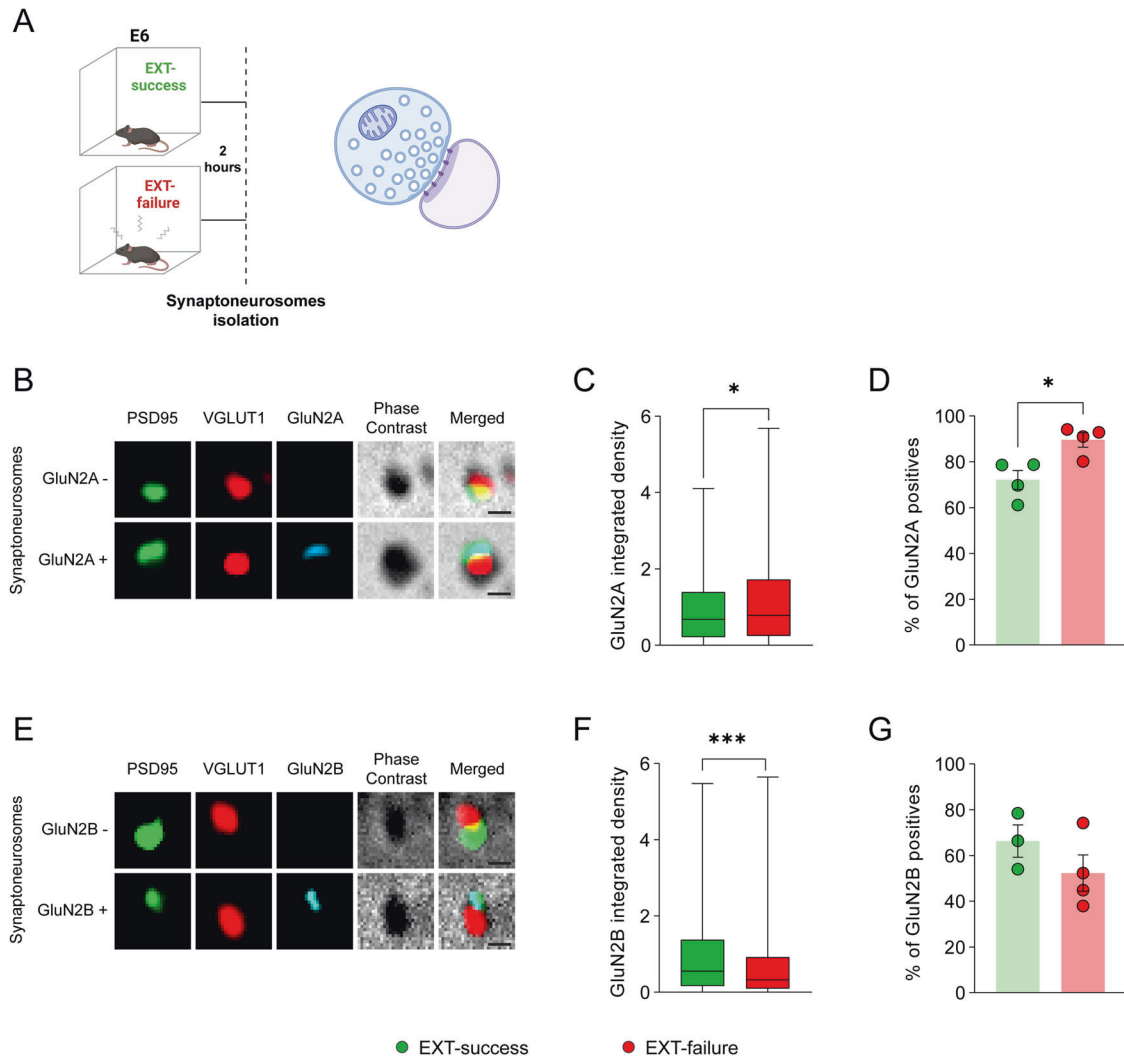 A
E6
EXT-
success
2
hours
EXT-
failure
Synaptoneurosomes
isolation
B
PSD95 VGLUT1 GluN2A Phase Contrast Merged
Synaptoneurosomes
GluN2A -
GluN2A +
C
GluN2A integrated density
6
4
2
0
*
D
% of GluN2A positives
100
80
60
40
20
0
*
E
PSD95 VGLUT1 GluN2B Phase Contrast Merged
Synaptoneurosomes
GluN2B -
GluN2B +
F
GluN2B integrated density
6
4
2
0
***
G
% of GluN2B positives
100
80
60
40
20
0
EXT-success EXT-failure